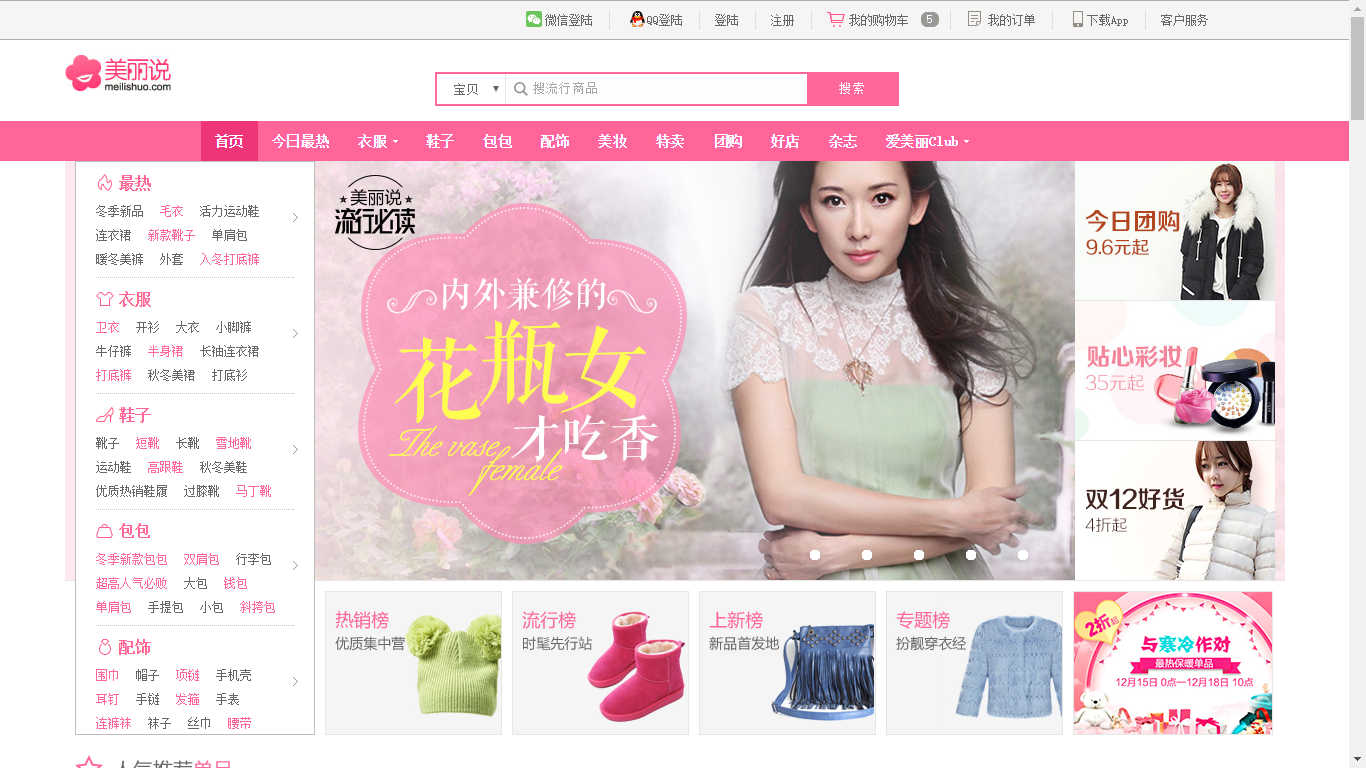 微信登陆 QQ登陆 登陆 注册 我的购物车 5 我的订单 下载App 客户服务
美丽说
meilishuo.com
宝贝 搜流行商品 搜索
首页 今日最热 衣服 鞋子 包包 配饰 美妆 特卖 团购 好店 杂志 爱美丽Club
最热
冬季新品 毛衣 活力运动鞋
连衣裙 新款靴子 单肩包
暖冬美裤 外套 入冬打底裤
衣服
卫衣 开衫 大衣 小脚裤
牛仔裤 半身裙 长袖连衣裙
打底裤 秋冬美裙 打底衫
鞋子
靴子 短靴 长靴 雪地靴
运动鞋 高跟鞋 秋冬美鞋
优质热销鞋履 过膝靴 马丁靴
包包
冬季新款包包 双肩包 行李包
超高人气必败 大包 钱包
单肩包 手提包 小包 斜挎包
配饰
围巾 帽子 项链 手机壳
耳钉 手链 发箍 手表
连裤袜 袜子 丝巾 腰带
美丽说
流行必读
内外兼修的
花瓶女
才吃香
The vase
female
今日团购
9.6元起
贴心彩妆
35元起
双12好货
4折起
热销榜
优质集中营
流行榜
时髦先行站
上新榜
新品首发地
专题榜
扮靓穿衣经
2折起
与寒冷作对
最热保暖单品
12月15日 0点—12月18日 10点
人气推荐单品